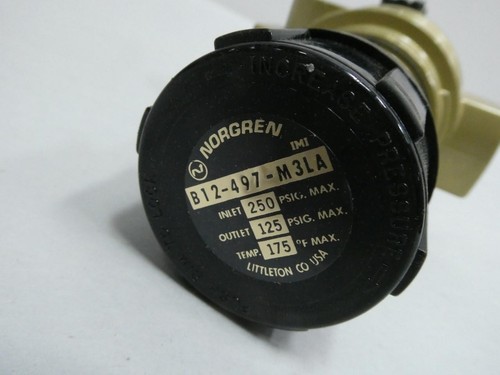 INCREASE PRESSURE
NORGREN
IMI
B12-497-M3LA
INLET 250 PSIG. MAX.
OUTLET 125 PSIG. MAX.
TEMP. 175 °F MAX.
LITTLETON CO USA